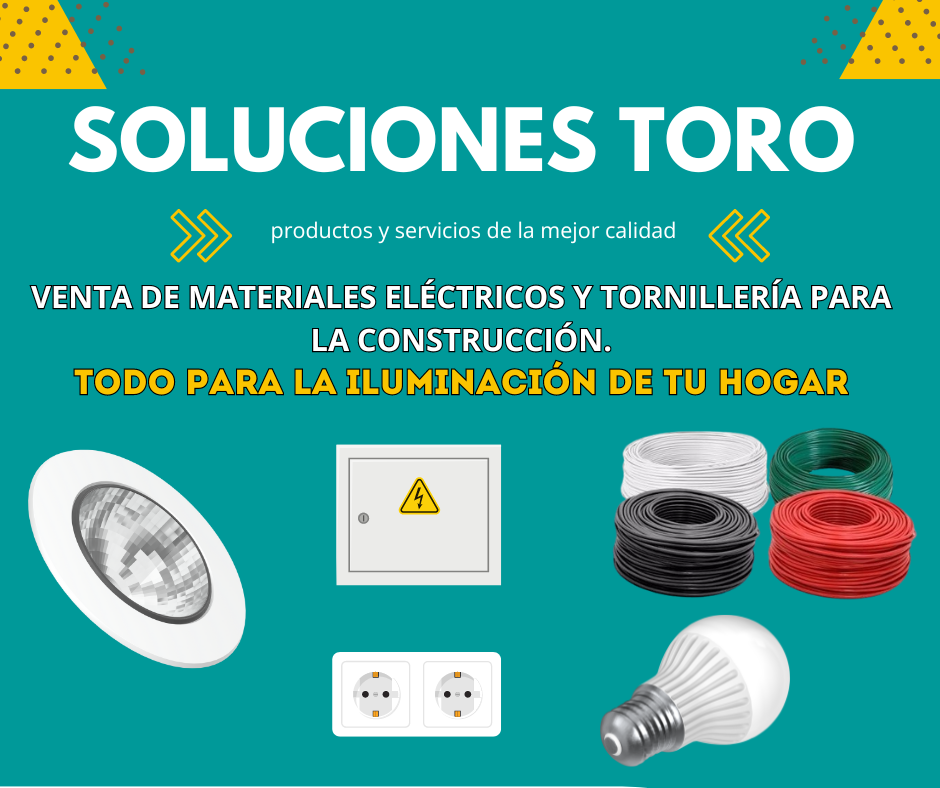 SOLUCIONES TORO
productos y servicios de la mejor calidad
VENTA DE MATERIALES ELÉCTRICOS Y TORNILLERÍA PARA
LA CONSTRUCCIÓN.
TODO PARA LA ILUMINACIÓN DE TU HOGAR